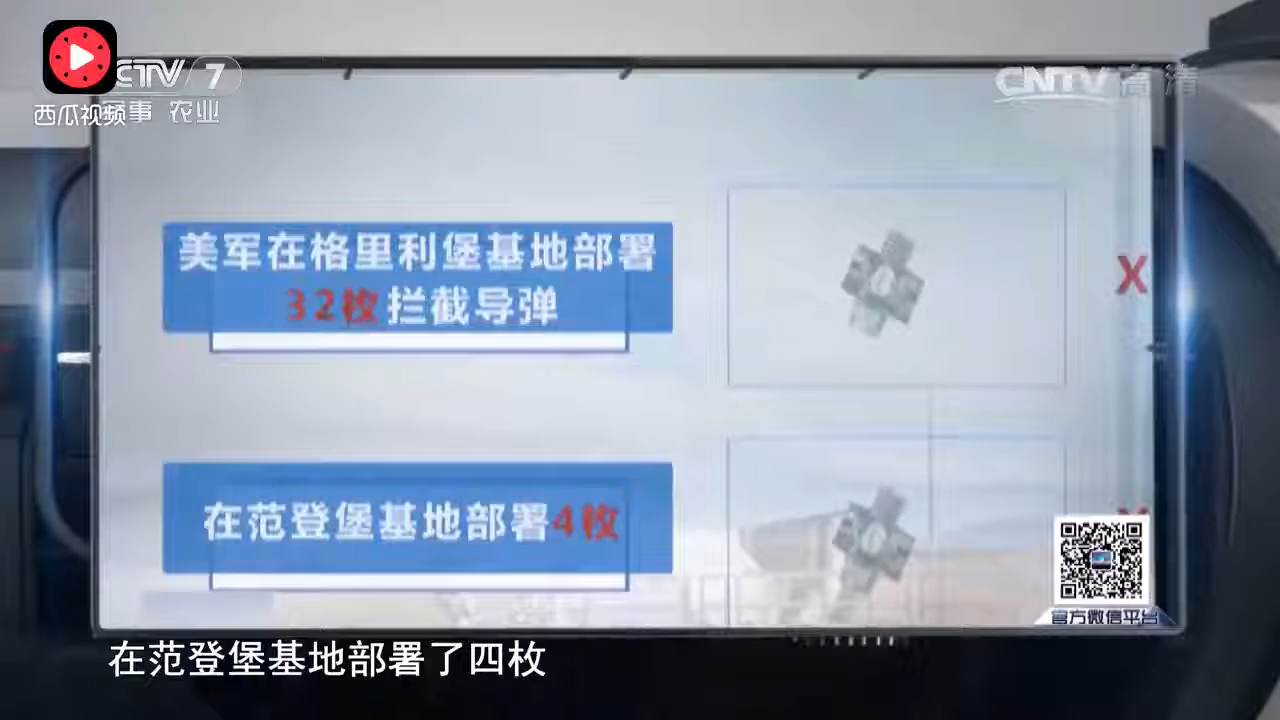 CCTV 7
西瓜视频
军事 农业
CNTV高清
美军在格里利堡基地部署
32枚拦截导弹
X
在范登堡基地部署4枚
X
官方微信平台
在范登堡基地部署了四枚